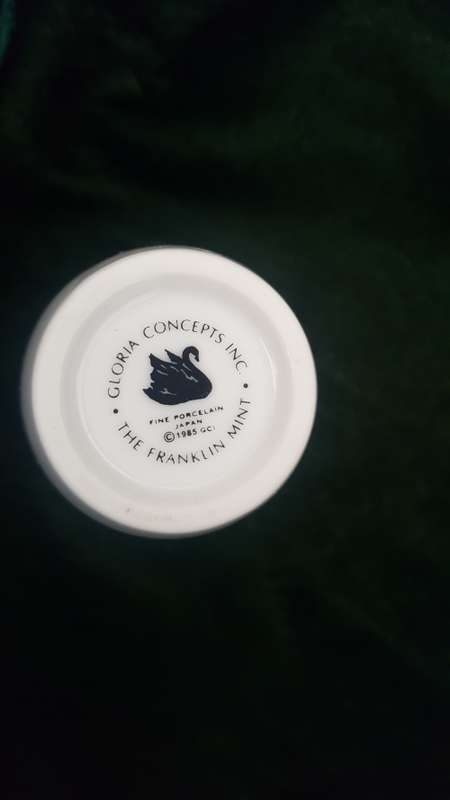 GLORIA CONCEPTS INC.
FINE PORCELAIN
JAPAN
©1985 GCI
• THE FRANKLIN MINT •